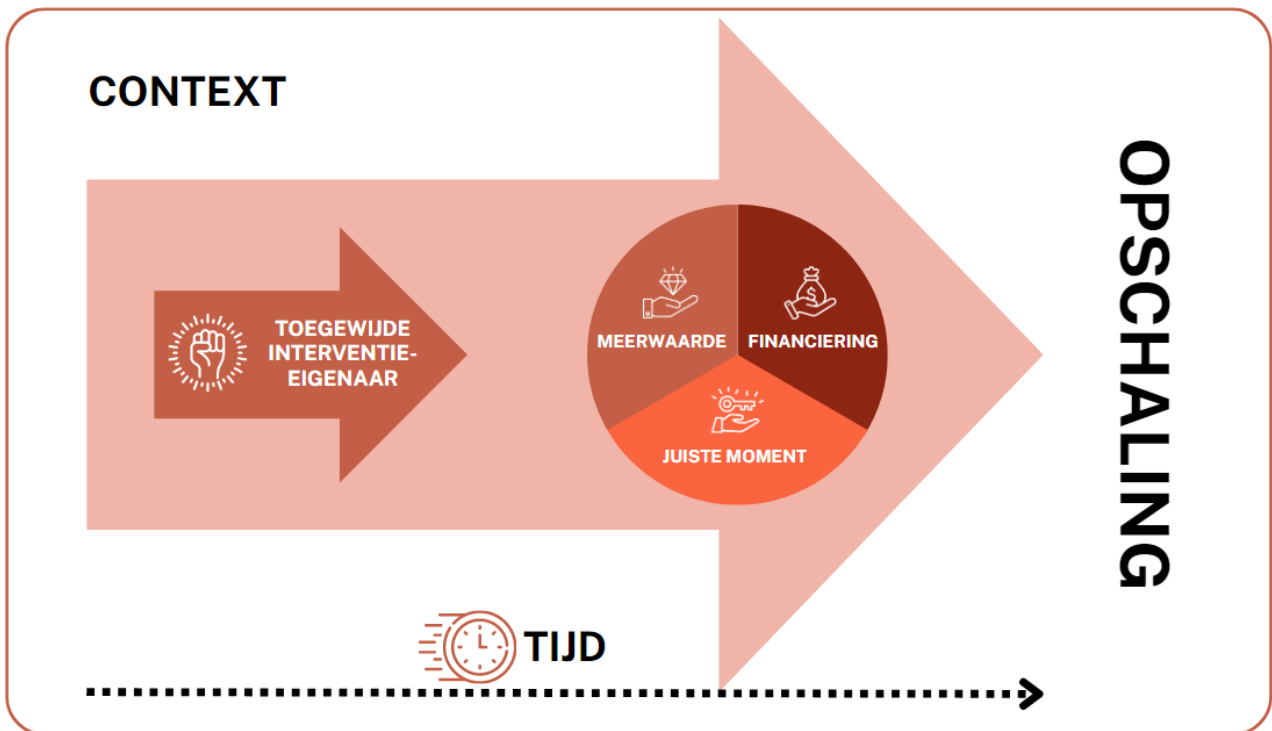 CONTEXT
TOEGEWIJDE
INTERVENTIE-
EIGENAAR
MEERWAARDE
FINANCIERING
JUISTE MOMENT
TIJD
OPSCHALING